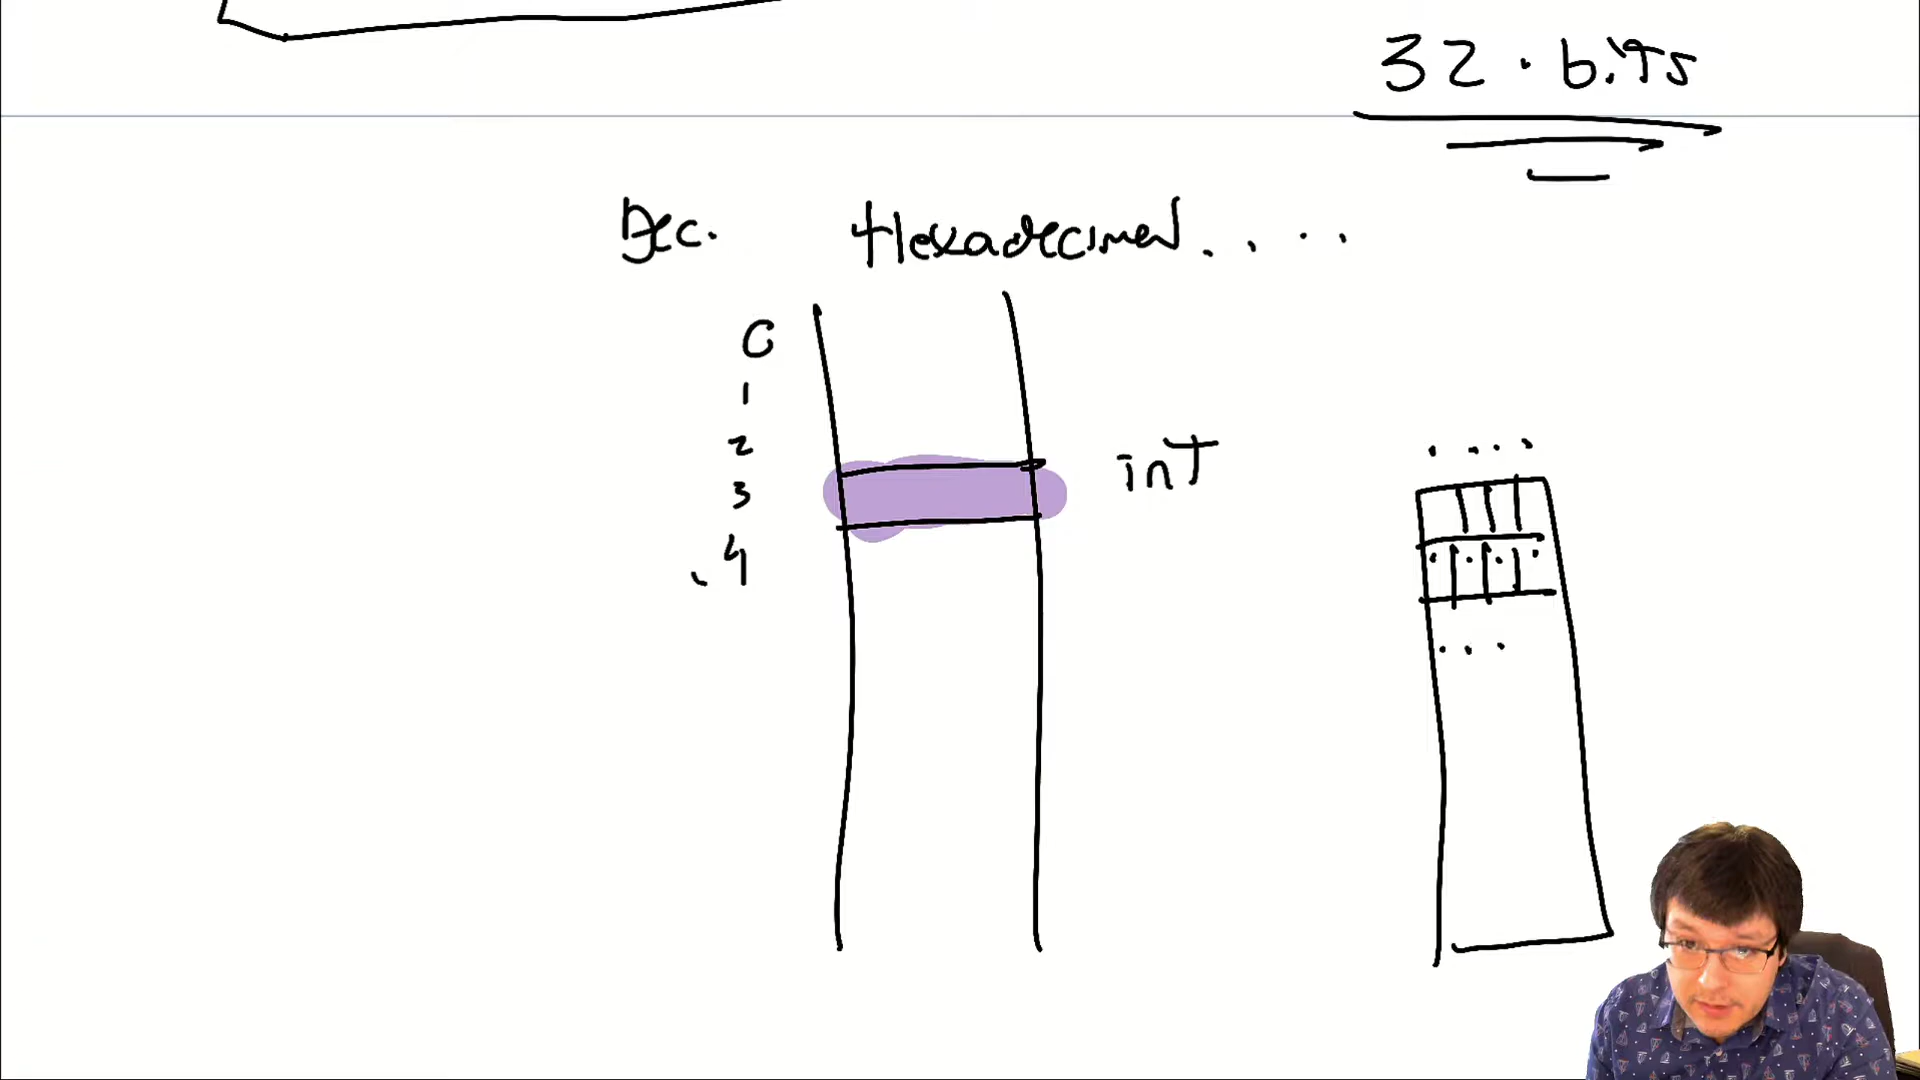 32 . bits
Dec. Hexadecimal . . . .
0
1
2
3
int
4